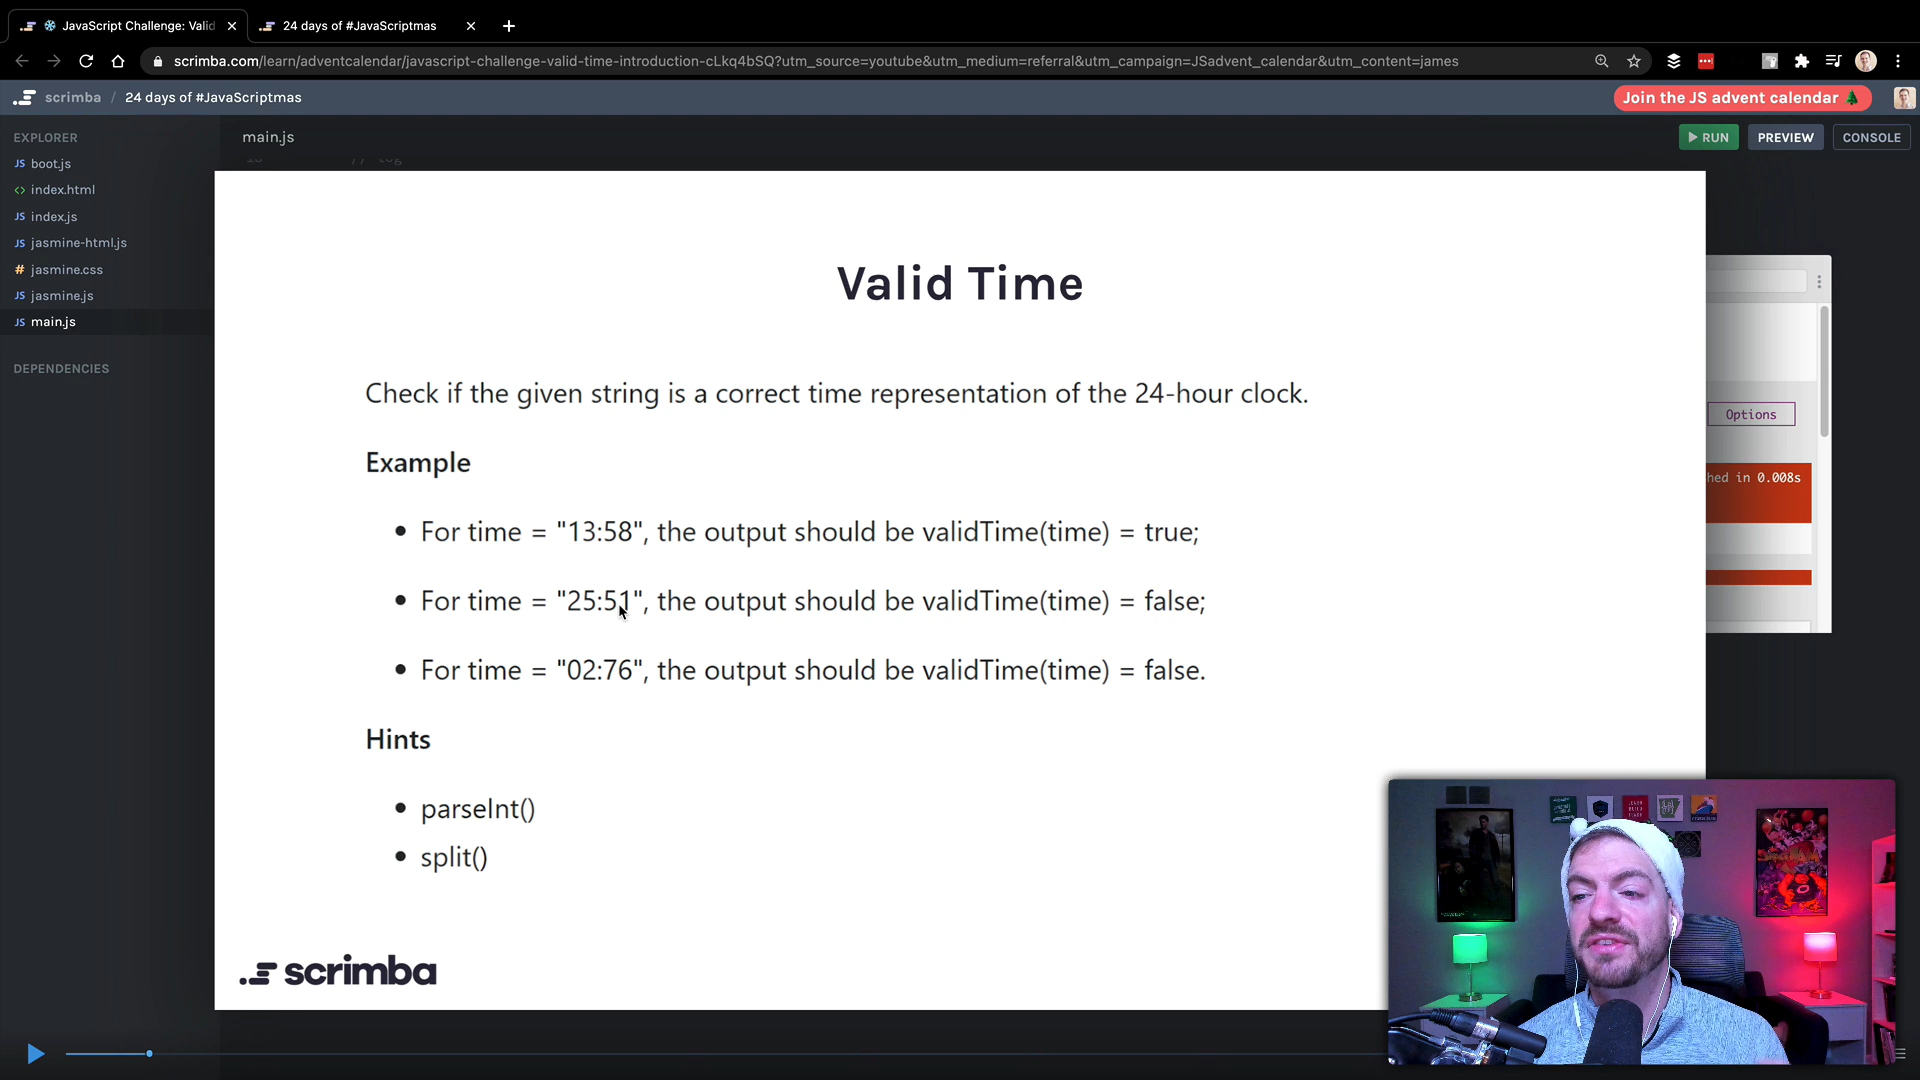 JavaScript Challenge: Valid
24 days of #JavaScriptmas
scrimba.com/learn/adventcalendar/javascript-challenge-valid-time-introduction-cLkq4bSQ?utm_source=youtube&utm_medium=referral&utm_campaign=JSadvent_calendar&utm_content=james
scrimba / 24 days of #JavaScriptmas
Join the JS advent calendar
EXPLORER
main.js
RUN
PREVIEW
CONSOLE
JS boot.js
<> index.html
JS index.js
JS jasmine-html.js
# jasmine.css
JS jasmine.js
JS main.js
DEPENDENCIES
Valid Time
Check if the given string is a correct time representation of the 24-hour clock.
Example
• For time = "13:58", the output should be validTime(time) = true;
• For time = "25:51", the output should be validTime(time) = false;
• For time = "02:76", the output should be validTime(time) = false.
Hints
• parseInt()
• split()
scrimba
Options
hed in 0.008s